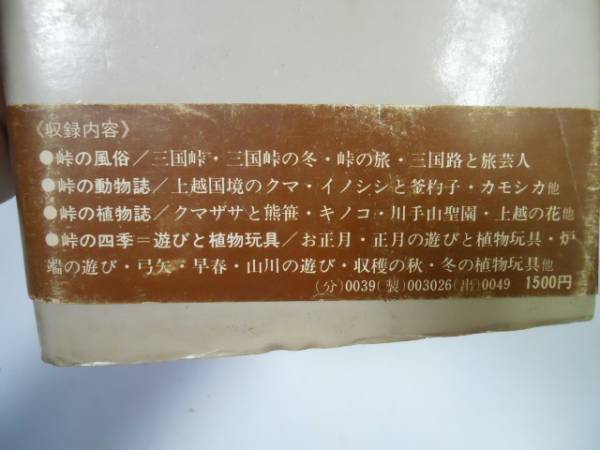 《収録内容》
●峠の風俗/三国峠・三国峠の冬・峠の旅・三国路と旅芸人
●峠の動物誌/上越国境のクマ・イノシシと釜杓子・カモシカ他
●峠の植物誌/クマザサと熊笹・キノコ・川手山聖園・上越の花他
●峠の四季=遊びと植物玩具/お正月・正月の遊びと植物玩具・炉
端の遊び・弓矢・早春・山川の遊び・収穫の秋・冬の植物玩具他
(分)0039(製)003026(出)0049 1500円